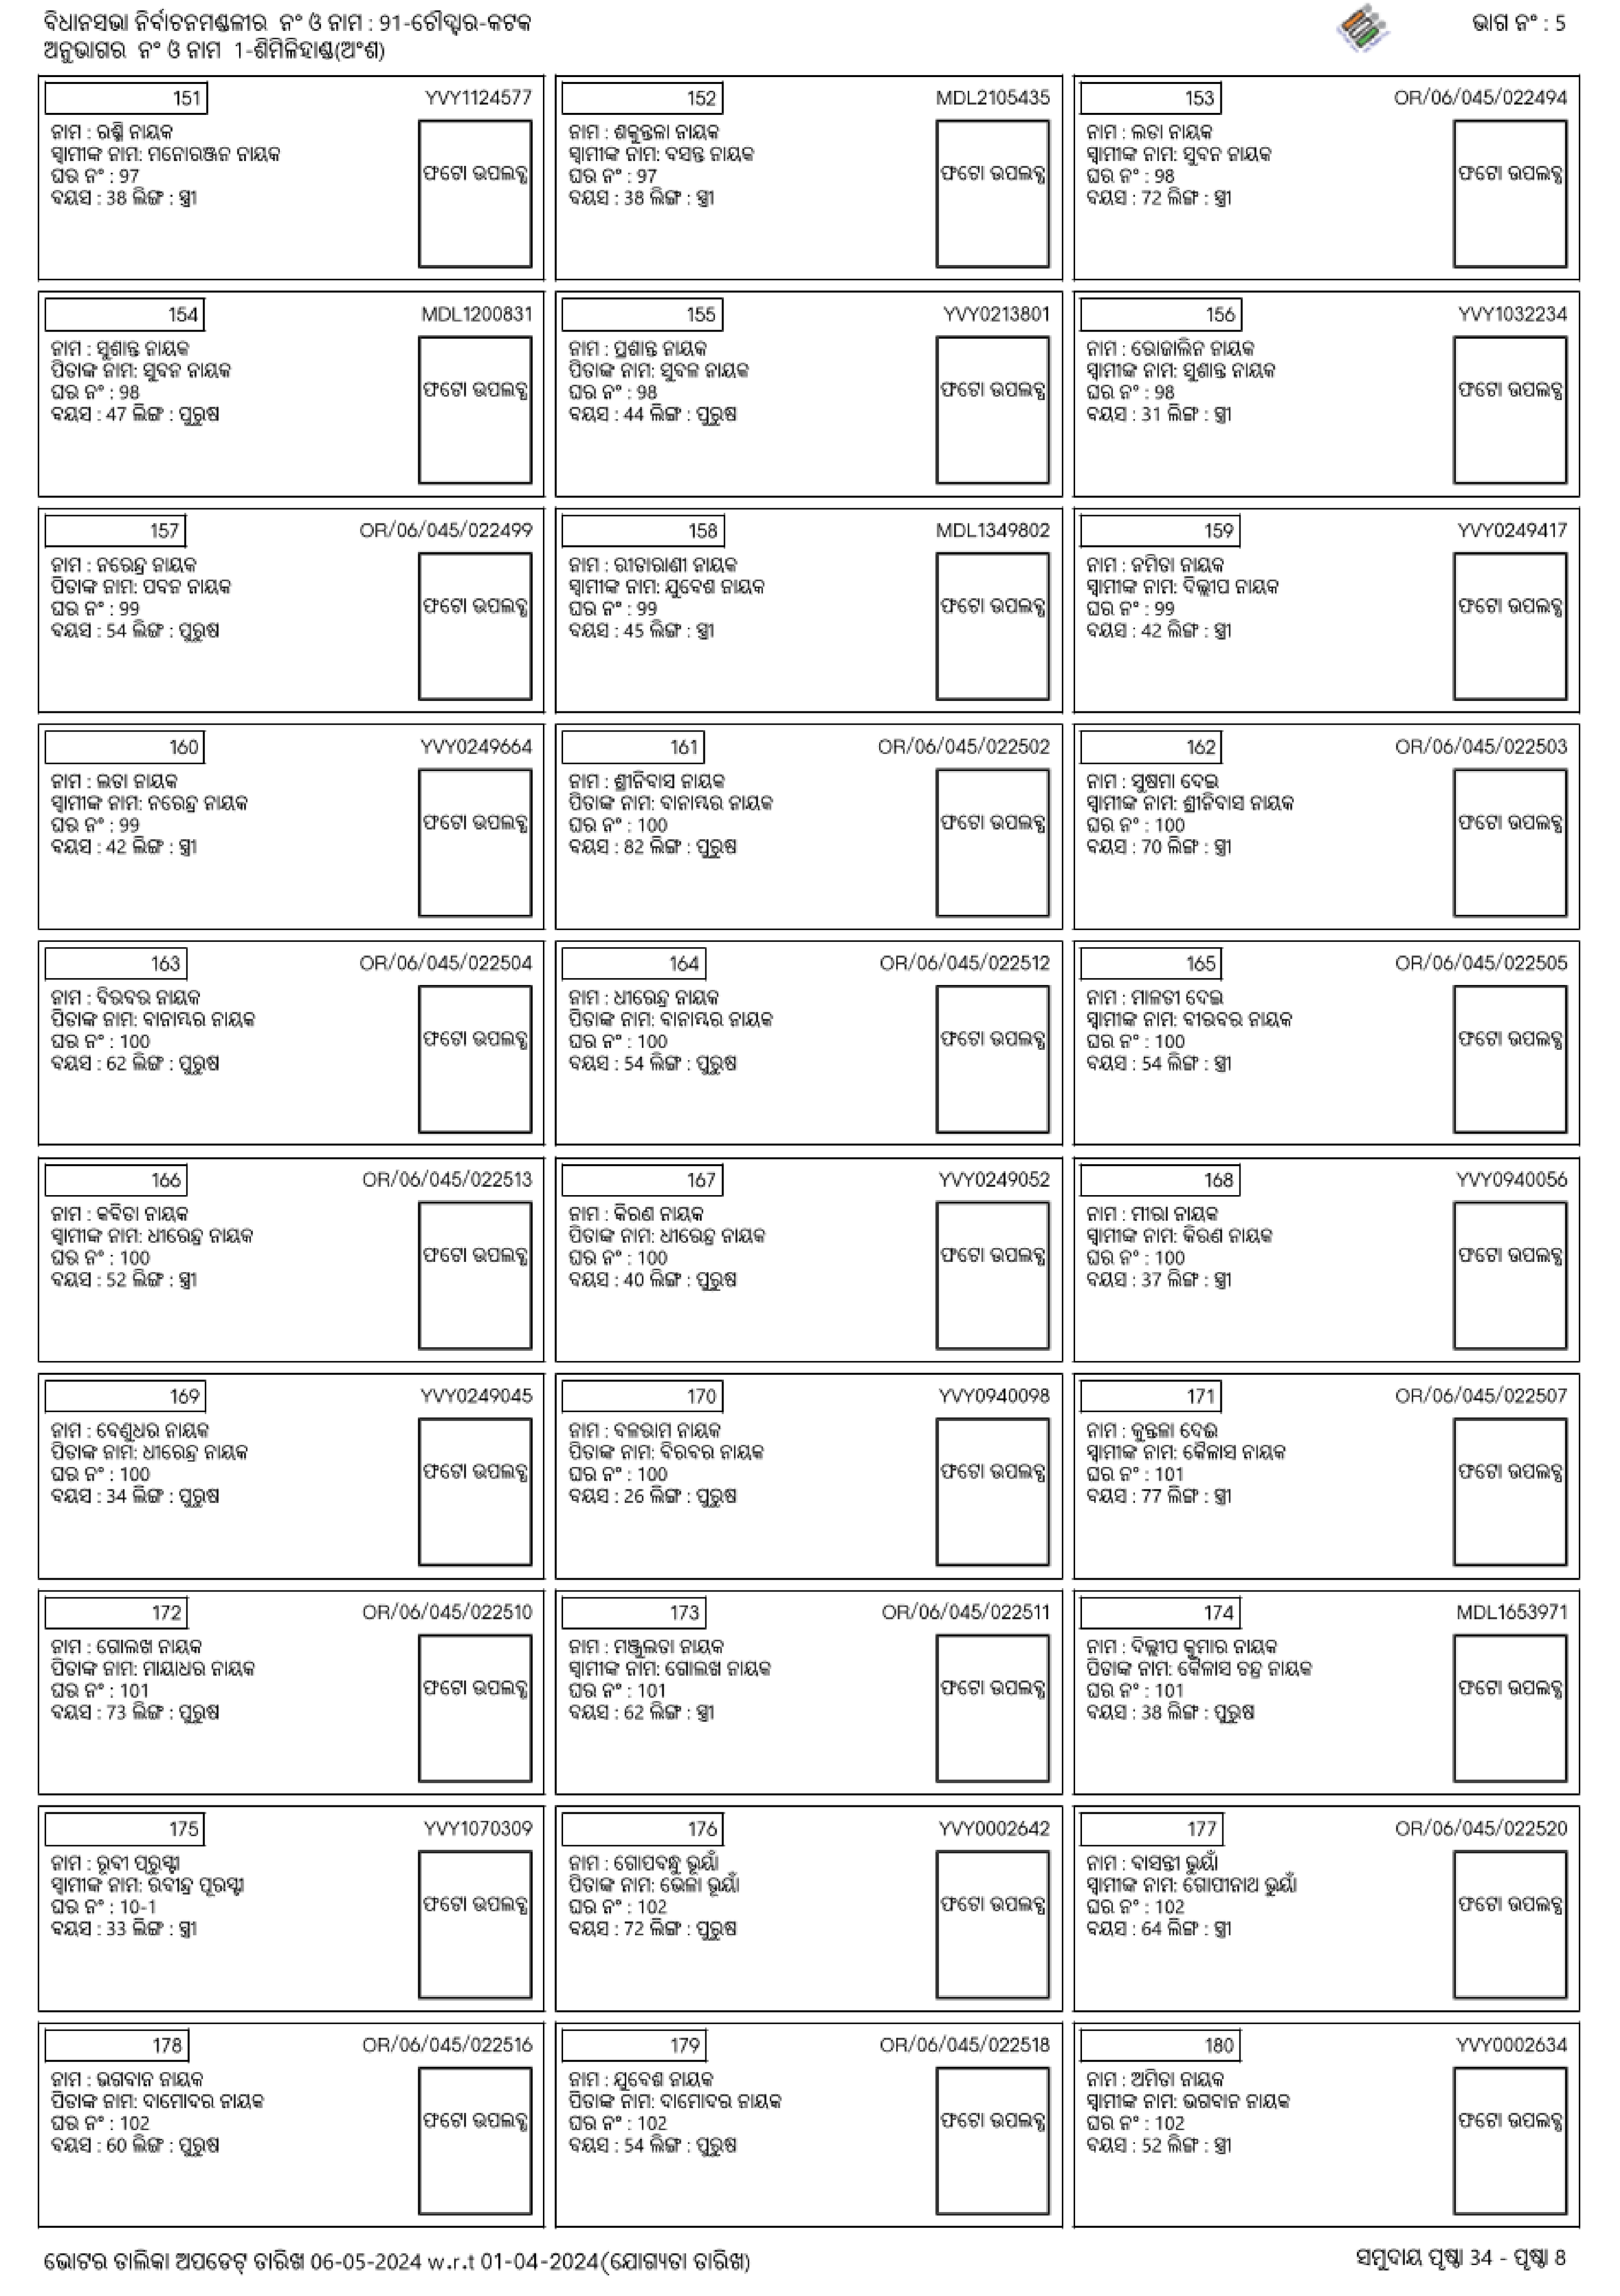 ବିଧାନସଭା ନିର୍ବାଚନମଣ୍ଡଳୀର ନଂ ଓ ନାମ : 91-ଚୌଦ୍ୱାର-କଟକ
ଅନୁଭାଗର ନଂ ଓ ନାମ 1-ଶିମିଳିହାଣ୍ଡ(ଅଂଶ)
ଭାଗ ନଂ : 5
151 YVY1124577
ନାମ : ରଶ୍ମି ନାୟକ
ସ୍ୱାମୀଙ୍କ ନାମ: ମନୋରଞ୍ଜନ ନାୟକ
ଘର ନଂ : 97
ବୟସ : 38 ଲିଙ୍ଗ : ସ୍ତ୍ରୀ
ଫଟୋ ଉପଲବ୍ଧ
152 MDL2105435
ନାମ : ଶକୁନ୍ତଳା ନାୟକ
ସ୍ୱାମୀଙ୍କ ନାମ: ବସନ୍ତ ନାୟକ
ଘର ନଂ : 97
ବୟସ : 38 ଲିଙ୍ଗ : ସ୍ତ୍ରୀ
ଫଟୋ ଉପଲବ୍ଧ
153 OR/06/045/022494
ନାମ : ଲତା ନାୟକ
ସ୍ୱାମୀଙ୍କ ନାମ: ସୁବନ ନାୟକ
ଘର ନଂ : 98
ବୟସ : 72 ଲିଙ୍ଗ : ସ୍ତ୍ରୀ
ଫଟୋ ଉପଲବ୍ଧ
154 MDL1200831
ନାମ : ସୁଶାନ୍ତ ନାୟକ
ପିତାଙ୍କ ନାମ: ସୁବନ ନାୟକ
ଘର ନଂ : 98
ବୟସ : 47 ଲିଙ୍ଗ : ପୁରୁଷ
ଫଟୋ ଉପଲବ୍ଧ
155 YVY0213801
ନାମ : ପ୍ରଶାନ୍ତ ନାୟକ
ପିତାଙ୍କ ନାମ: ସୁବଳ ନାୟକ
ଘର ନଂ : 98
ବୟସ : 44 ଲିଙ୍ଗ : ପୁରୁଷ
ଫଟୋ ଉପଲବ୍ଧ
156 YVY1032234
ନାମ : ରୋଜାଲିନ ନାୟକ
ସ୍ୱାମୀଙ୍କ ନାମ: ସୁଶାନ୍ତ ନାୟକ
ଘର ନଂ : 98
ବୟସ : 31 ଲିଙ୍ଗ : ସ୍ତ୍ରୀ
ଫଟୋ ଉପଲବ୍ଧ
157 OR/06/045/022499
ନାମ : ନରେନ୍ଦ୍ର ନାୟକ
ପିତାଙ୍କ ନାମ: ପବନ ନାୟକ
ଘର ନଂ : 99
ବୟସ : 54 ଲିଙ୍ଗ : ପୁରୁଷ
ଫଟୋ ଉପଲବ୍ଧ
158 MDL1349802
ନାମ : ରୀତାରାଣୀ ନାୟକ
ସ୍ୱାମୀଙ୍କ ନାମ: ଯୁବେଶ ନାୟକ
ଘର ନଂ : 99
ବୟସ : 45 ଲିଙ୍ଗ : ସ୍ତ୍ରୀ
ଫଟୋ ଉପଲବ୍ଧ
159 YVY0249417
ନାମ : ନମିତା ନାୟକ
ସ୍ୱାମୀଙ୍କ ନାମ: ଦିଲ୍ଲୀପ ନାୟକ
ଘର ନଂ : 99
ବୟସ : 42 ଲିଙ୍ଗ : ସ୍ତ୍ରୀ
ଫଟୋ ଉପଲବ୍ଧ
160 YVY0249664
ନାମ : ଲତା ନାୟକ
ସ୍ୱାମୀଙ୍କ ନାମ: ନରେନ୍ଦ୍ର ନାୟକ
ଘର ନଂ : 99
ବୟସ : 42 ଲିଙ୍ଗ : ସ୍ତ୍ରୀ
ଫଟୋ ଉପଲବ୍ଧ
161 OR/06/045/022502
ନାମ : ଶ୍ରୀନିବାସ ନାୟକ
ପିତାଙ୍କ ନାମ: ବାନାମ୍ବର ନାୟକ
ଘର ନଂ : 100
ବୟସ : 82 ଲିଙ୍ଗ : ପୁରୁଷ
ଫଟୋ ଉପଲବ୍ଧ
162 OR/06/045/022503
ନାମ : ସୁଷମା ଦେଇ
ସ୍ୱାମୀଙ୍କ ନାମ: ଶ୍ରୀନିବାସ ନାୟକ
ଘର ନଂ : 100
ବୟସ : 70 ଲିଙ୍ଗ : ସ୍ତ୍ରୀ
ଫଟୋ ଉପଲବ୍ଧ
163 OR/06/045/022504
ନାମ : ବିରବର ନାୟକ
ପିତାଙ୍କ ନାମ: ବାନାମ୍ବର ନାୟକ
ଘର ନଂ : 100
ବୟସ : 62 ଲିଙ୍ଗ : ପୁରୁଷ
ଫଟୋ ଉପଲବ୍ଧ
164 OR/06/045/022512
ନାମ : ଧୀରେନ୍ଦ୍ର ନାୟକ
ପିତାଙ୍କ ନାମ: ବାନାମ୍ବର ନାୟକ
ଘର ନଂ : 100
ବୟସ : 54 ଲିଙ୍ଗ : ପୁରୁଷ
ଫଟୋ ଉପଲବ୍ଧ
165 OR/06/045/022505
ନାମ : ମାଳତୀ ଦେଇ
ସ୍ୱାମୀଙ୍କ ନାମ: ବୀରବର ନାୟକ
ଘର ନଂ : 100
ବୟସ : 54 ଲିଙ୍ଗ : ସ୍ତ୍ରୀ
ଫଟୋ ଉପଲବ୍ଧ
166 OR/06/045/022513
ନାମ : କବିତା ନାୟକ
ସ୍ୱାମୀଙ୍କ ନାମ: ଧୀରେନ୍ଦ୍ର ନାୟକ
ଘର ନଂ : 100
ବୟସ : 52 ଲିଙ୍ଗ : ସ୍ତ୍ରୀ
ଫଟୋ ଉପଲବ୍ଧ
167 YVY0249052
ନାମ : କିରଣ ନାୟକ
ପିତାଙ୍କ ନାମ: ଧୀରେନ୍ଦ୍ର ନାୟକ
ଘର ନଂ : 100
ବୟସ : 40 ଲିଙ୍ଗ : ପୁରୁଷ
ଫଟୋ ଉପଲବ୍ଧ
168 YVY0940056
ନାମ : ମୀରା ନାୟକ
ସ୍ୱାମୀଙ୍କ ନାମ: କିରଣ ନାୟକ
ଘର ନଂ : 100
ବୟସ : 37 ଲିଙ୍ଗ : ସ୍ତ୍ରୀ
ଫଟୋ ଉପଲବ୍ଧ
169 YVY0249045
ନାମ : ବେଣୁଧର ନାୟକ
ପିତାଙ୍କ ନାମ: ଧୀରେନ୍ଦ୍ର ନାୟକ
ଘର ନଂ : 100
ବୟସ : 34 ଲିଙ୍ଗ : ପୁରୁଷ
ଫଟୋ ଉପଲବ୍ଧ
170 YVY0940098
ନାମ : ବଳରାମ ନାୟକ
ପିତାଙ୍କ ନାମ: ବିରବର ନାୟକ
ଘର ନଂ : 100
ବୟସ : 26 ଲିଙ୍ଗ : ପୁରୁଷ
ଫଟୋ ଉପଲବ୍ଧ
171 OR/06/045/022507
ନାମ : କୁନ୍ତଳା ଦେଈ
ସ୍ୱାମୀଙ୍କ ନାମ: କୈଳାସ ନାୟକ
ଘର ନଂ : 101
ବୟସ : 77 ଲିଙ୍ଗ : ସ୍ତ୍ରୀ
ଫଟୋ ଉପଲବ୍ଧ
172 OR/06/045/022510
ନାମ : ଗୋଲଖ ନାୟକ
ପିତାଙ୍କ ନାମ: ମାୟାଧର ନାୟକ
ଘର ନଂ : 101
ବୟସ : 73 ଲିଙ୍ଗ : ପୁରୁଷ
ଫଟୋ ଉପଲବ୍ଧ
173 OR/06/045/022511
ନାମ : ମଞ୍ଜୁଲତା ନାୟକ
ସ୍ୱାମୀଙ୍କ ନାମ: ଗୋଲଖ ନାୟକ
ଘର ନଂ : 101
ବୟସ : 62 ଲିଙ୍ଗ : ସ୍ତ୍ରୀ
ଫଟୋ ଉପଲବ୍ଧ
174 MDL1653971
ନାମ : ଦିଲ୍ଲୀପ କୁମାର ନାୟକ
ପିତାଙ୍କ ନାମ: କୈଳାସ ଚନ୍ଦ୍ର ନାୟକ
ଘର ନଂ : 101
ବୟସ : 38 ଲିଙ୍ଗ : ପୁରୁଷ
ଫଟୋ ଉପଲବ୍ଧ
175 YVY1070309
ନାମ : ରୂବୀ ପୃରୁଷ୍ଟୀ
ସ୍ୱାମୀଙ୍କ ନାମ: ରବୀନ୍ଦ୍ର ପୂରସ୍ଟୀ
ଘର ନଂ : 10-1
ବୟସ : 33 ଲିଙ୍ଗ : ସ୍ତ୍ରୀ
ଫଟୋ ଉପଲବ୍ଧ
176 YVY0002642
ନାମ : ଗୋପବନ୍ଧୁ ଭୂୟାଁ
ପିତାଙ୍କ ନାମ: ଭେଳା ଭୂୟାଁ
ଘର ନଂ : 102
ବୟସ : 72 ଲିଙ୍ଗ : ପୁରୁଷ
ଫଟୋ ଉପଲବ୍ଧ
177 OR/06/045/022520
ନାମ : ବାସନ୍ତୀ ଭୁୟାଁ
ସ୍ୱାମୀଙ୍କ ନାମ: ଗୋପୀନାଥ ଭୁୟାଁ
ଘର ନଂ : 102
ବୟସ : 64 ଲିଙ୍ଗ : ସ୍ତ୍ରୀ
ଫଟୋ ଉପଲବ୍ଧ
178 OR/06/045/022516
ନାମ : ଭଗବାନ ନାୟକ
ପିତାଙ୍କ ନାମ: ଦାମୋଦର ନାୟକ
ଘର ନଂ : 102
ବୟସ : 60 ଲିଙ୍ଗ : ପୁରୁଷ
ଫଟୋ ଉପଲବ୍ଧ
179 OR/06/045/022518
ନାମ : ଯୁବେଶ ନାୟକ
ପିତାଙ୍କ ନାମ: ଦାମୋଦର ନାୟକ
ଘର ନଂ : 102
ବୟସ : 54 ଲିଙ୍ଗ : ପୁରୁଷ
ଫଟୋ ଉପଲବ୍ଧ
180 YVY0002634
ନାମ : ଅମିତା ନାୟକ
ସ୍ୱାମୀଙ୍କ ନାମ: ଭଗବାନ ନାୟକ
ଘର ନଂ : 102
ବୟସ : 52 ଲିଙ୍ଗ : ସ୍ତ୍ରୀ
ଫଟୋ ଉପଲବ୍ଧ
ଭୋଟର ତାଲିକା ଅପଡେଟ୍ ତାରିଖ 06-05-2024 w.r.t 01-04-2024(ଯୋଗ୍ୟତା ତାରିଖ)
ସମୁଦାୟ ପୃଷ୍ଠା 34 - ପୃଷ୍ଠା 8